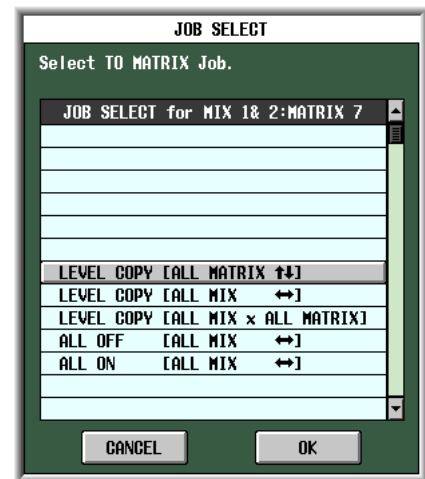 JOB SELECT
Select TO MATRIX Job.
JOB SELECT for MIX 1& 2:MATRIX 7
LEVEL COPY [ALL MATRIX ↑↓]
LEVEL COPY [ALL MIX ↔]
LEVEL COPY [ALL MIX x ALL MATRIX]
ALL OFF [ALL MIX ↔]
ALL ON [ALL MIX ↔]
CANCEL OK